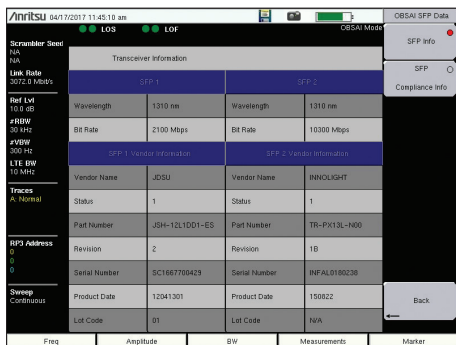 Anritsu 04/17/2017 11:45:10 am
OBSAI SFP Data
LOS LOF OBSAI Mode
SFP Info
SFP
Compliance Info
Back
Scrambler Seed
NA
NA
Link Rate
3072.0 Mbit/s
Ref Lvl
10.0 dB
#RBW
30 kHz
#VBW
300 Hz
LTE BW
10 MHz
Traces
A: Normal
RP3 Address
0
0
0
Sweep
Continuous
Transceiver Information
SFP 1 SFP 2
Wavelength 1310 nm Wavelength 1310 nm
Bit Rate 2100 Mbps Bit Rate 10300 Mbps
SFP 1 Vendor Information SFP 2 Vendor Information
Vendor Name JDSU Vendor Name INNOLIGHT
Status 1 Status 1
Part Number JSH-12L1DD1-ES Part Number TR-PX13L-N00
Revision 2 Revision 1B
Serial Number SC1667700429 Serial Number INFAL0180238
Product Date 12041301 Product Date 150822
Lot Code 01 Lot Code N/A
Freq Amplitude BW Measurements Marker